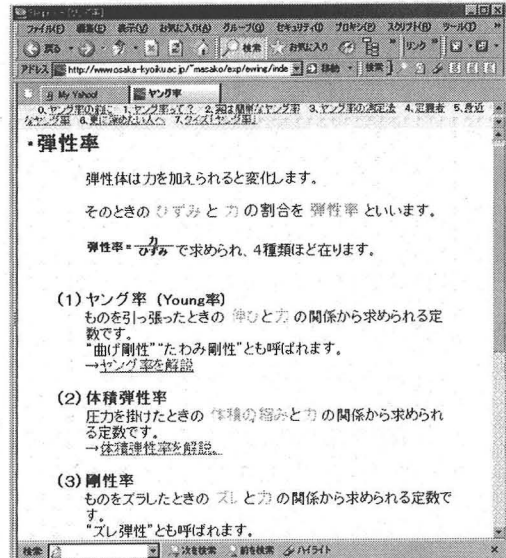 ファイル(F) 編集(E) 表示(V) お気に入り(A) グループ(G) セキュリティ(I) プロキシ(P) スクリプト(R) ツール(T)
戻る 検索 お気に入り リンク
アドレス http://www.osaka-kyoiku.ac.jp/~masako/exp/ewing/inde 移動 検索
My Yahoo! ヤング率
0.ヤング率の前に 1.ヤング率って? 2.実は簡単なヤング率 3.ヤング率の測定法 4.定義者 5.身近
なヤング率 6.更に深めたい人へ 7.クイズ!ヤング率!
・弾性率
弾性体は力を加えられると変化します。
そのときの ひずみ と 力 の割合を 弾性率 といいます。
弾性率=力/ひずみ で求められ、4種類ほど在ります。
(1)ヤング率 (Young率)
ものを引っ張ったときの 伸びと力 の関係から求められる定
数です。
"曲げ剛性""たわみ剛性"とも呼ばれます。
→ヤング率を解説
(2)体積弾性率
圧力を掛けたときの 体積の縮みと力 の関係から求められ
る定数です。
→体積弾性率を解説。
(3)剛性率
ものをズラしたときの ズレと力 の関係から求められる定数で
す。
"ズレ弾性"とも呼ばれます。
検索 次を検索 前を検索 ハイライト